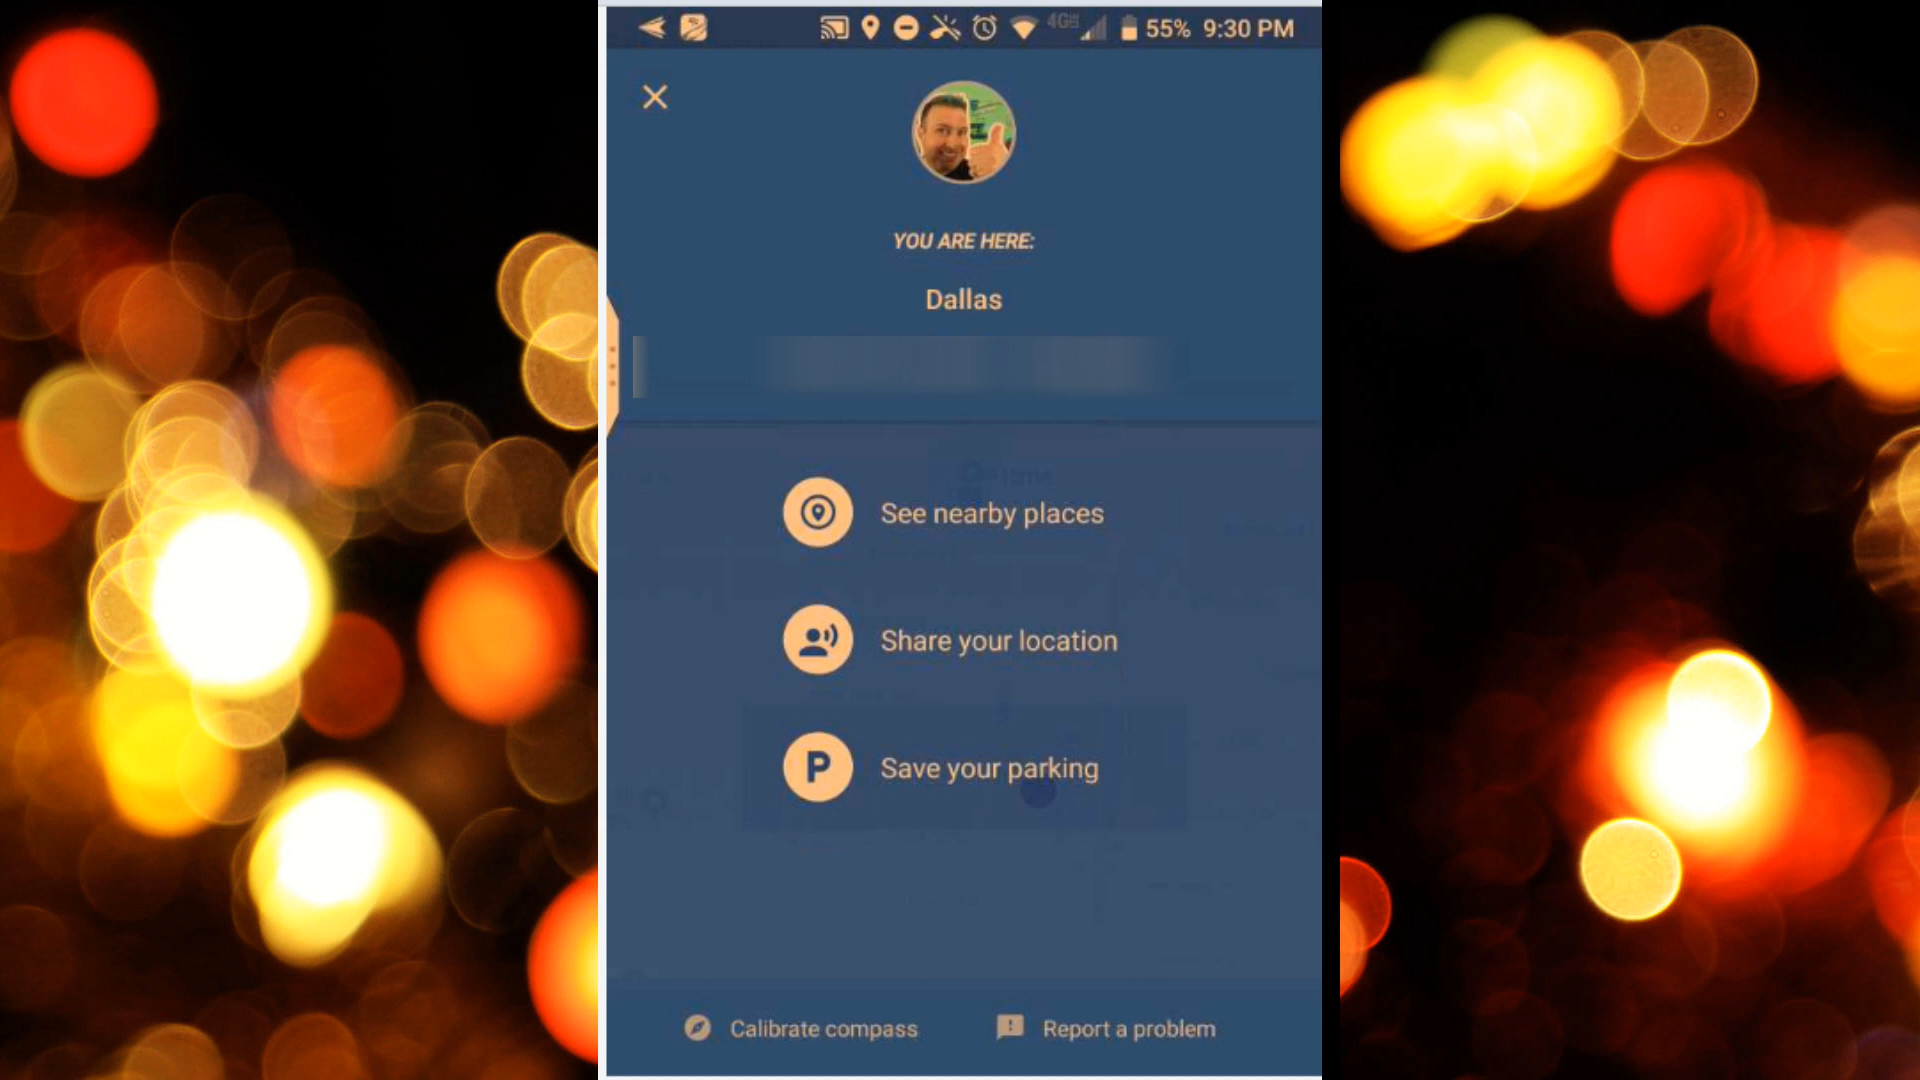 4G 55% 9:30 PM
YOU ARE HERE:
Dallas
See nearby places
Share your location
P Save your parking
Calibrate compass Report a problem